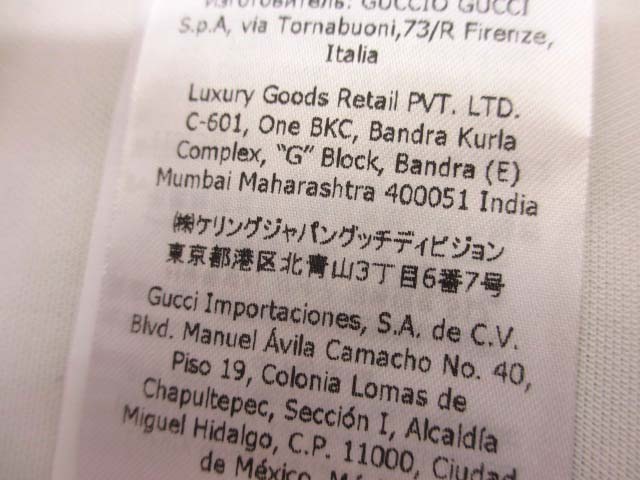 Изготовитель: GUCCIO GUCCI
S.p.A, via Tornabuoni,73/R Firenze,
Italia
Luxury Goods Retail PVT. LTD.
C-601, One BKC, Bandra Kurla
Complex, “G” Block, Bandra (E)
Mumbai Maharashtra 400051 India
㈱ケリングジャパングッチディビジョン
東京都港区北青山3丁目6番7号
Gucci Importaciones, S.A. de C.V.
Blvd. Manuel Ávila Camacho No. 40,
Piso 19, Colonia Lomas de
Chapultepec, Sección I, Alcaldía
Miguel Hidalgo, C.P. 11000, Ciudad
de México,